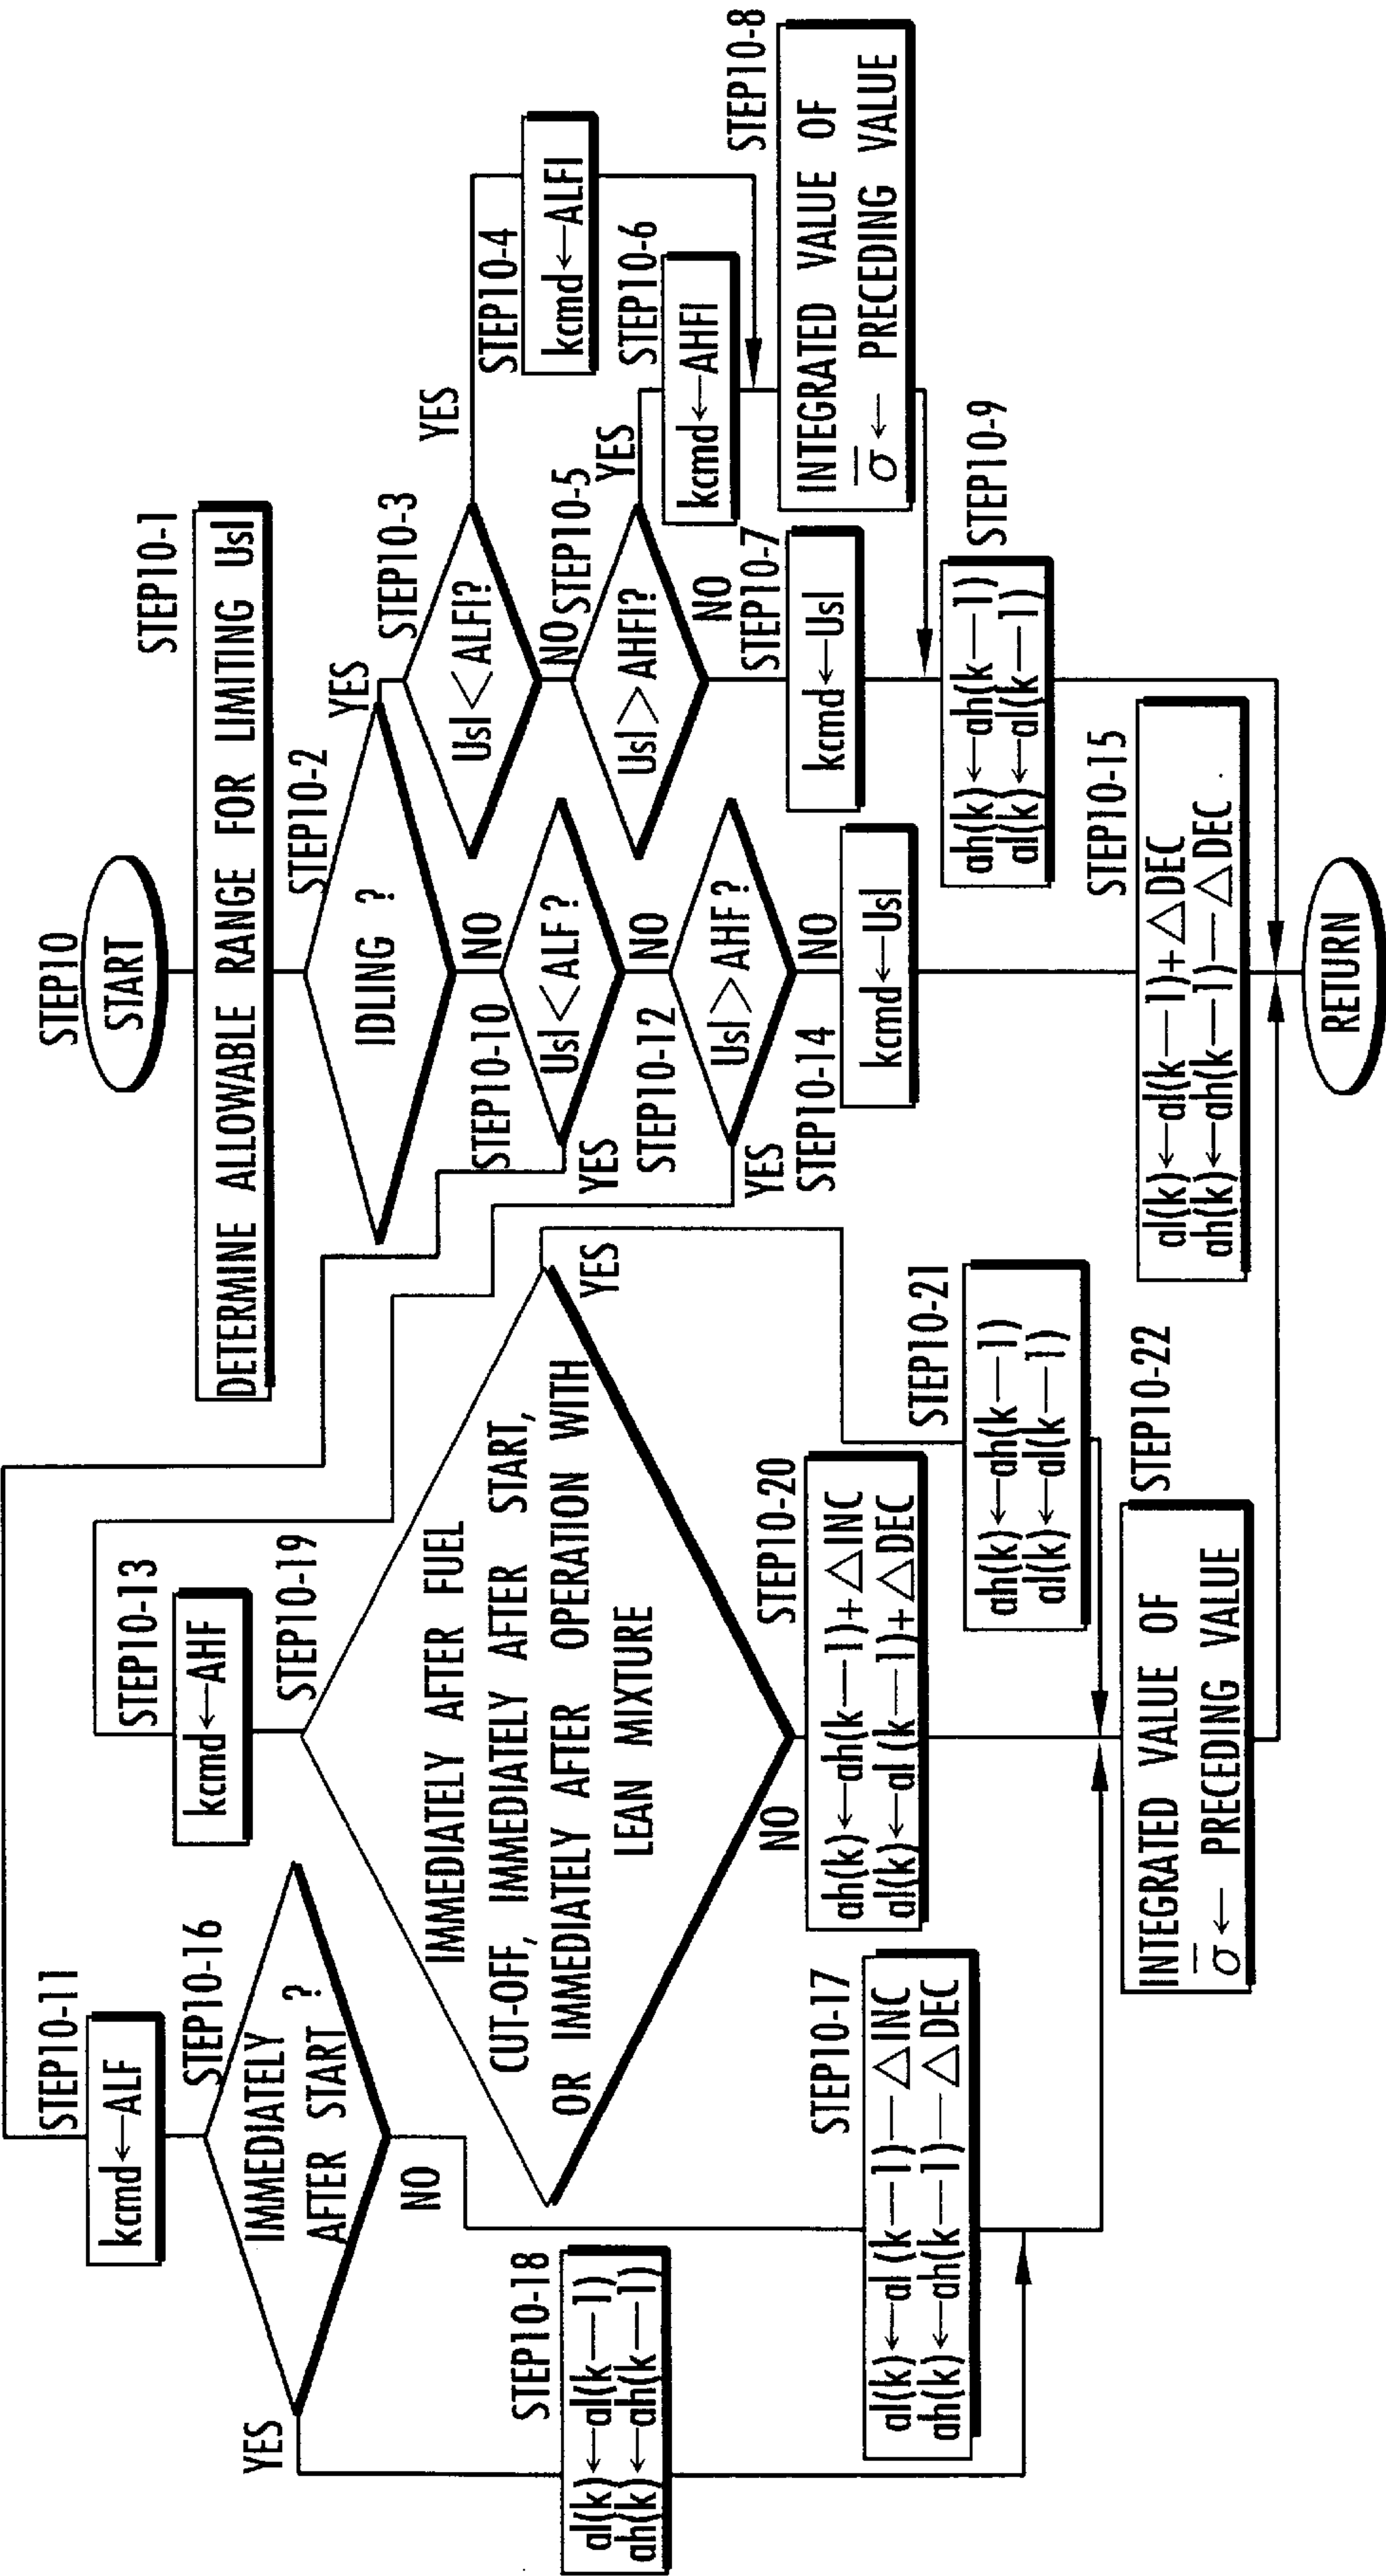 STEP10
START
STEP10-1
DETERMINE ALLOWABLE RANGE FOR LIMITING Usl
STEP10-2
IDLING ?
YES
NO
STEP10-3
Usl < ALFI?
YES
NO
STEP10-4
kcmd ← ALFI
STEP10-5
Usl > AHFI?
YES
NO
STEP10-6
kcmd ← AHFI
STEP10-7
kcmd ← Usl
STEP10-8
INTEGRATED VALUE OF
σ̅ ← PRECEDING VALUE
STEP10-9
ah(k) ← ah(k—1)
al(k) ← al(k—1)
STEP10-10
Usl < ALF ?
YES
NO
STEP10-12
Usl > AHF ?
YES
NO
STEP10-14
kcmd ← Usl
STEP10-15
al(k) ← al(k—1)+△DEC
ah(k) ← ah(k—1)—△DEC
STEP10-11
kcmd ← ALF
STEP10-16
IMMEDIATELY
AFTER START ?
YES
NO
STEP10-18
al(k) ← al(k—1)
ah(k) ← ah(k—1)
STEP10-17
al(k) ← al (k—1)—△INC
ah(k) ← ah(k—1)—△DEC
STEP10-13
kcmd ← AHF
STEP10-19
IMMEDIATELY AFTER FUEL
CUT-OFF, IMMEDIATELY AFTER START,
OR IMMEDIATELY AFTER OPERATION WITH
LEAN MIXTURE
YES
NO
STEP10-20
ah(k) ← ah(k—1)+△INC
al(k) ← al (k—1)+△DEC
STEP10-21
ah(k) ← ah(k—1)
al(k) ← al(k—1)
STEP10-22
INTEGRATED VALUE OF
σ̅ ← PRECEDING VALUE
RETURN